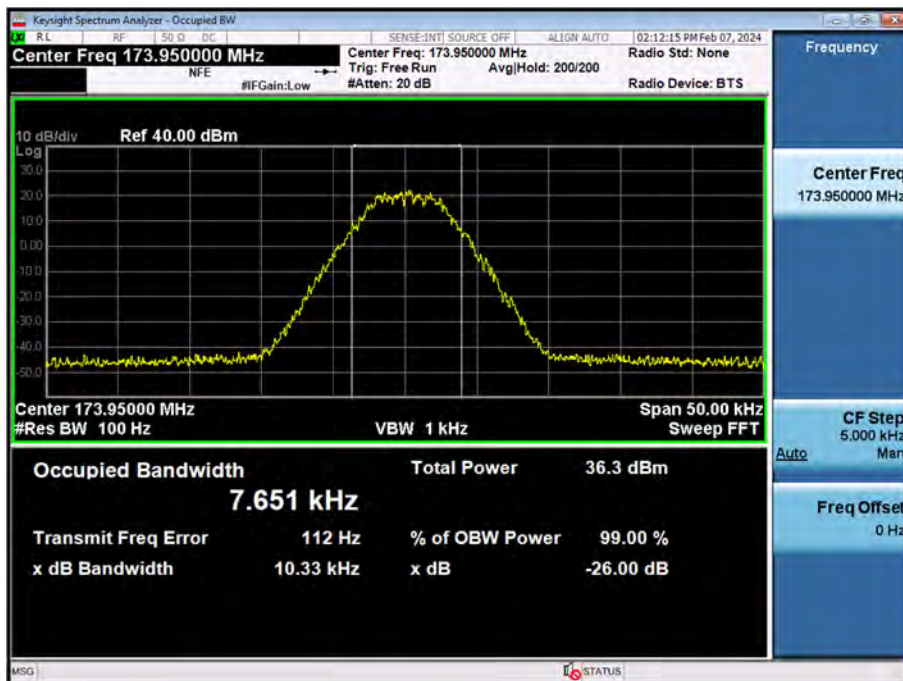 Keysight Spectrum Analyzer - Occupied BW
LXI RL RF 50 Ω DC SENSE:INT SOURCE OFF ALIGN AUTO 02:12:15 PM Feb 07, 2024
Center Freq 173.950000 MHz
Center Freq: 173.950000 MHz
Radio Std: None
NFE
Trig: Free Run
Avg|Hold: 200/200
#IFGain:Low
#Atten: 20 dB
Radio Device: BTS
10 dB/div
Ref 40.00 dBm
Log
30.0
20.0
10.0
0.00
-10.0
-20.0
-30.0
-40.0
-50.0
Center 173.95000 MHz
Span 50.00 kHz
#Res BW 100 Hz
VBW 1 kHz
Sweep FFT
Occupied Bandwidth
7.651 kHz
Total Power 36.3 dBm
Transmit Freq Error 112 Hz
% of OBW Power 99.00 %
x dB Bandwidth 10.33 kHz
x dB -26.00 dB
Frequency
Center Freq
173.950000 MHz
CF Step
5.000 kHz
Auto Man
Freq Offset
0 Hz
MSG
STATUS